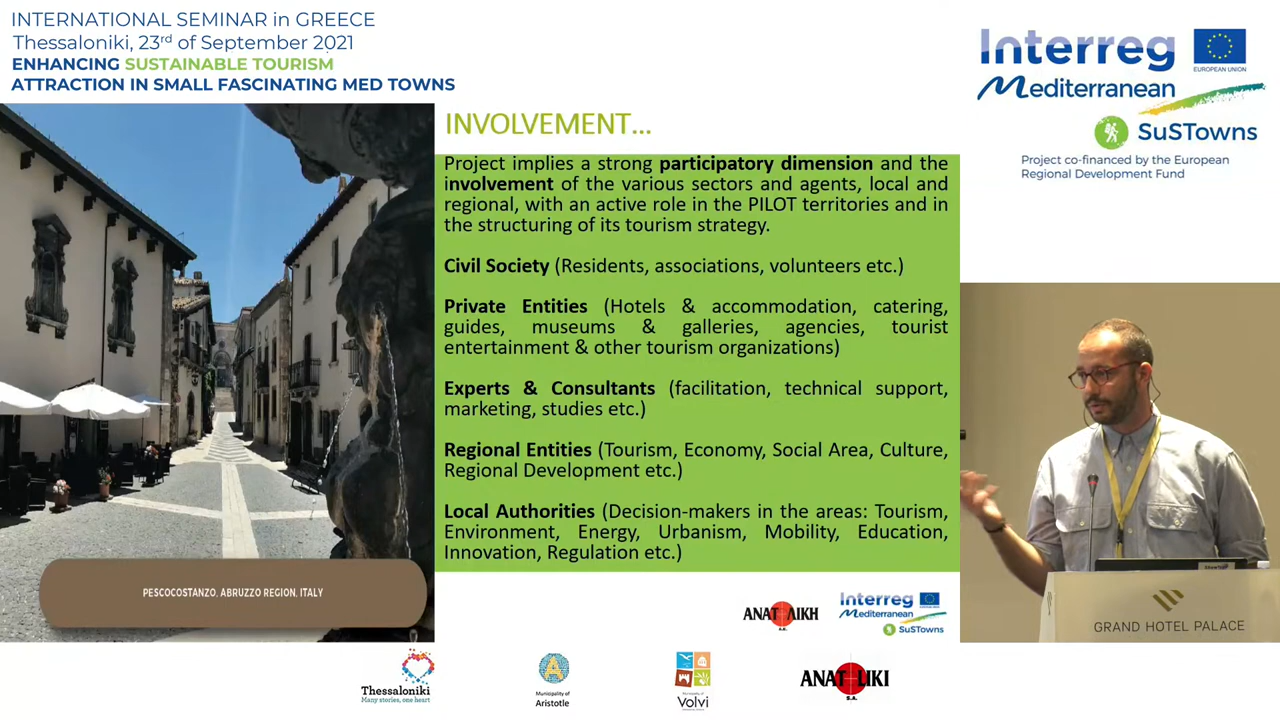 INTERNATIONAL SEMINAR in GREECE
Thessaloniki, 23rd of September 2021
ENHANCING SUSTAINABLE TOURISM
ATTRACTION IN SMALL FASCINATING MED TOWNS
Interreg
EUROPEAN UNION
Mediterranean
SuSTowns
Project co-financed by the European
Regional Development Fund
INVOLVEMENT...
Project implies a strong participatory dimension and the
involvement of the various sectors and agents, local and
regional, with an active role in the PILOT territories and in
the structuring of its tourism strategy.
Civil Society (Residents, associations, volunteers etc.)
Private Entities (Hotels & accommodation, catering,
guides, museums & galleries, agencies, tourist
entertainment & other tourism organizations)
Experts & Consultants (facilitation, technical support,
marketing, studies etc.)
Regional Entities (Tourism, Economy, Social Area, Culture,
Regional Development etc.)
Local Authorities (Decision-makers in the areas: Tourism,
Environment, Energy, Urbanism, Mobility, Education,
Innovation, Regulation etc.)
PESCOCOSTANZO, ABRUZZO REGION, ITALY
ΑΝΑΤΟΛΙΚΗ
Interreg
Mediterranean
SuSTowns
GRAND HOTEL PALACE
Thessaloniki
Many stories, one heart
Municipality of
Aristotle
Municipality of
Volvi
ANATOLIKI
S.A.